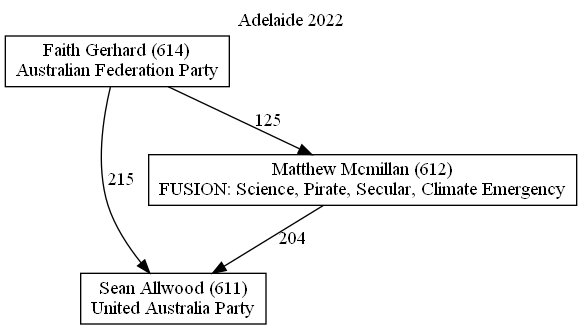 Adelaide 2022
Faith Gerhard (614)
Australian Federation Party
125
Matthew Mcmillan (612)
FUSION: Science, Pirate, Secular, Climate Emergency
215
204
Sean Allwood (611)
United Australia Party